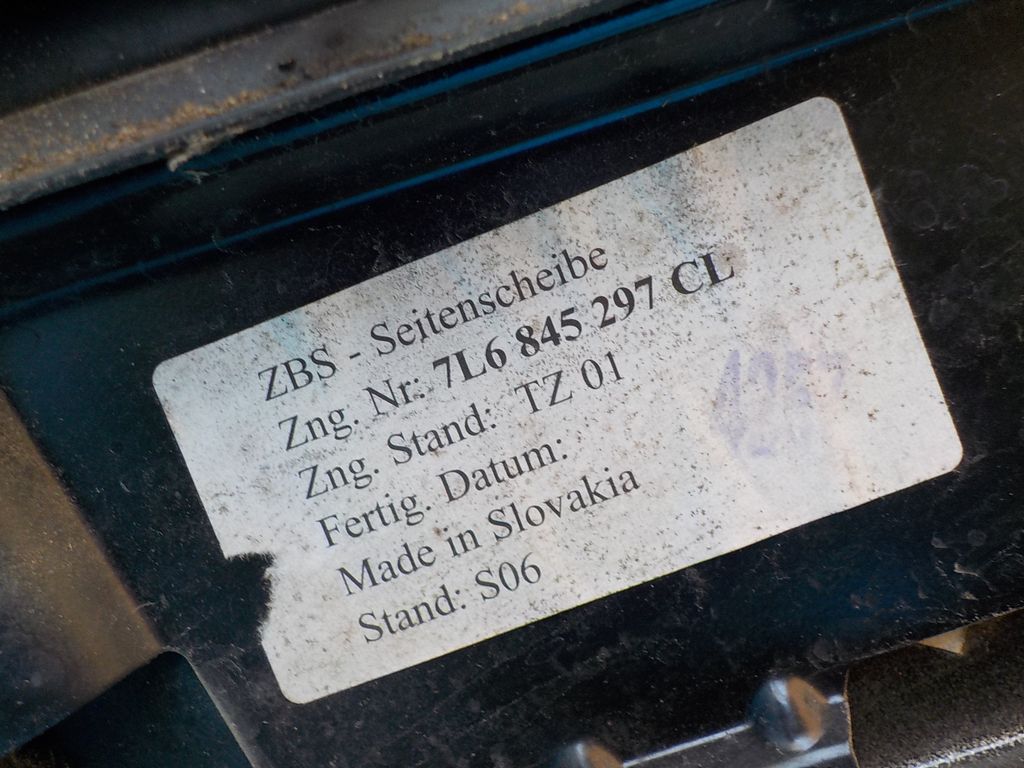 ZBS - Seitenscheibe
Zng. Nr: 7L6 845 297 CL
Zng. Stand: TZ 01
Fertig. Datum:
Made in Slovakia
Stand: S06